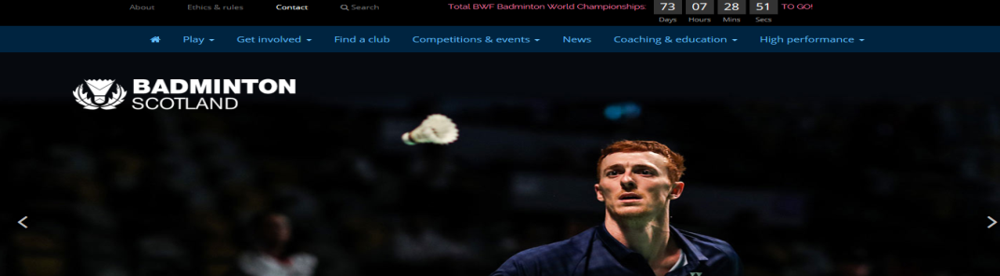 About Ethics & rules Contact Search Total BWF Badminton World Championships: 73 07 28 51 TO GO!
Days Hours Mins Secs
Play Get involved Find a club Competitions & events News Coaching & education High performance
BADMINTON
SCOTLAND